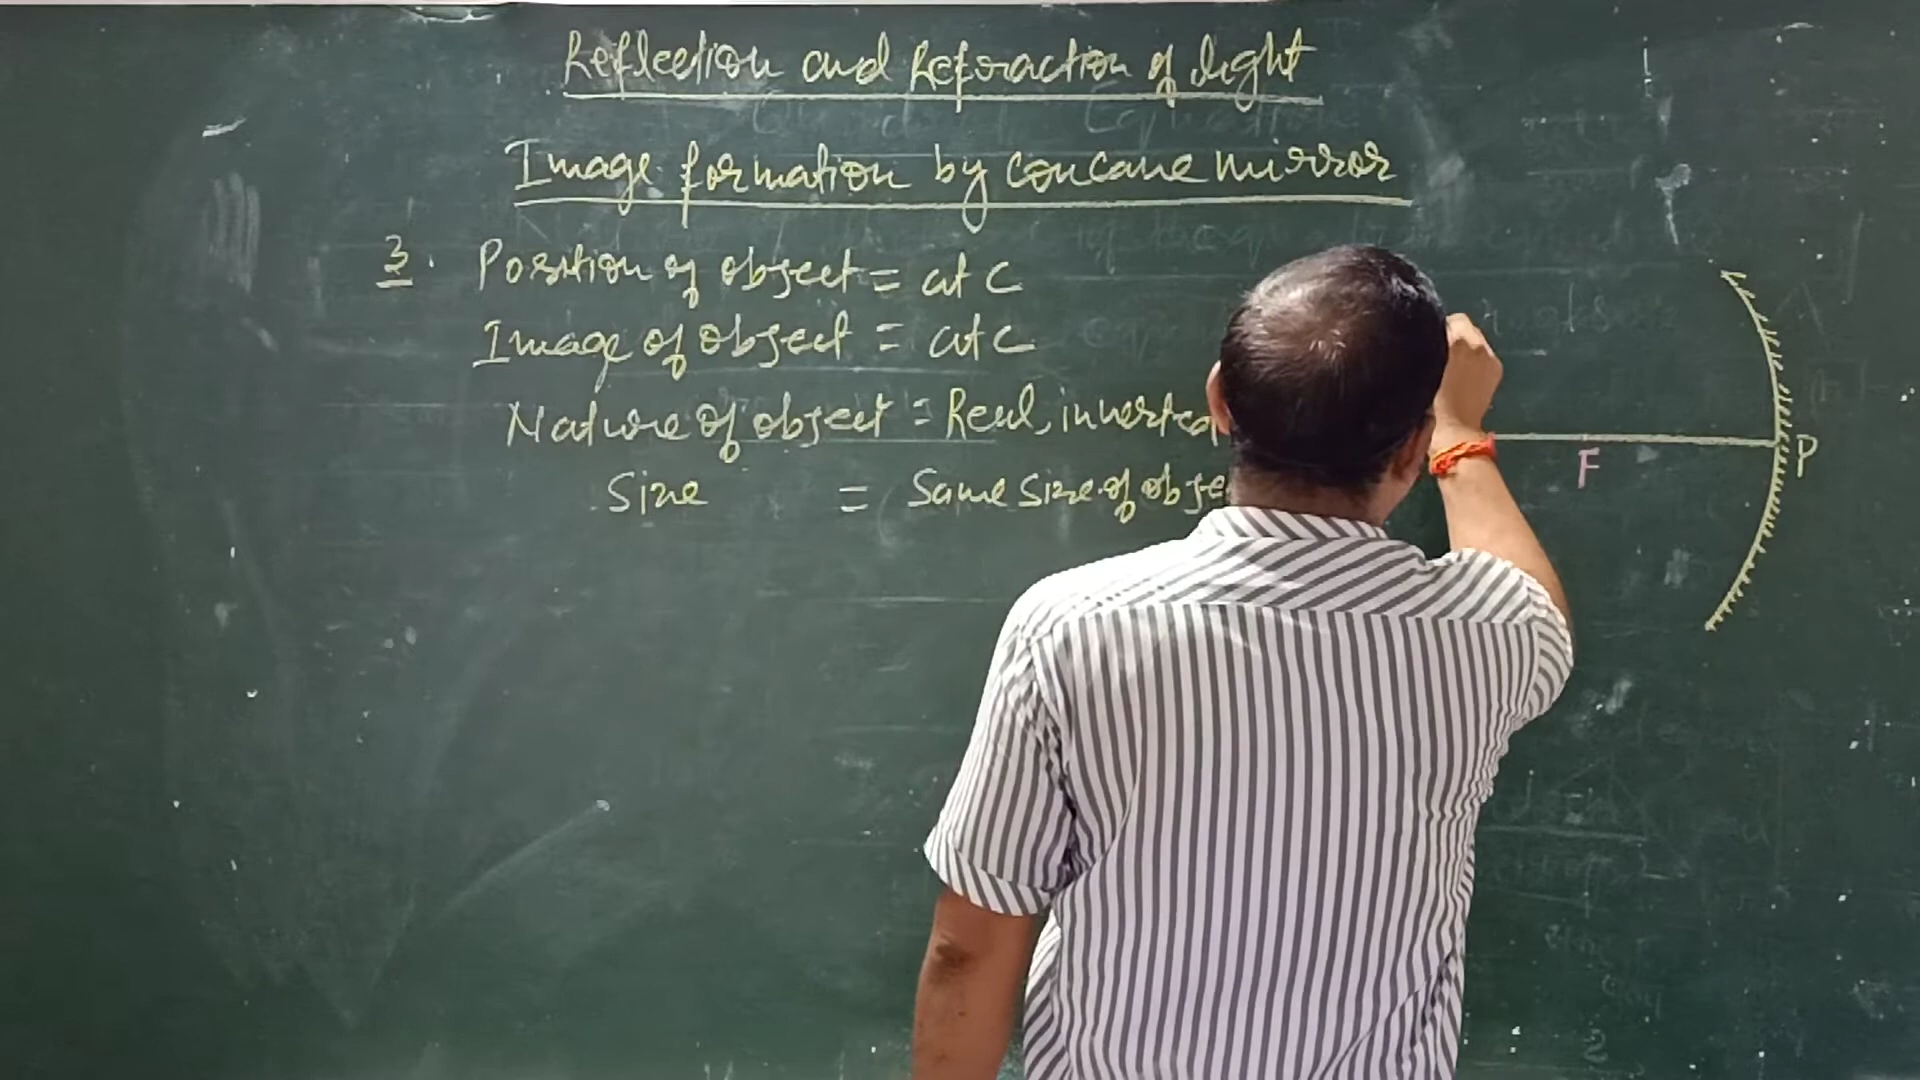 Reflection and Refraction of light
Image formation by concave mirror
3. Position of object = at C
Image of object = at C
Nature of object = Real, inverted
Size = Same size of obje
F
P